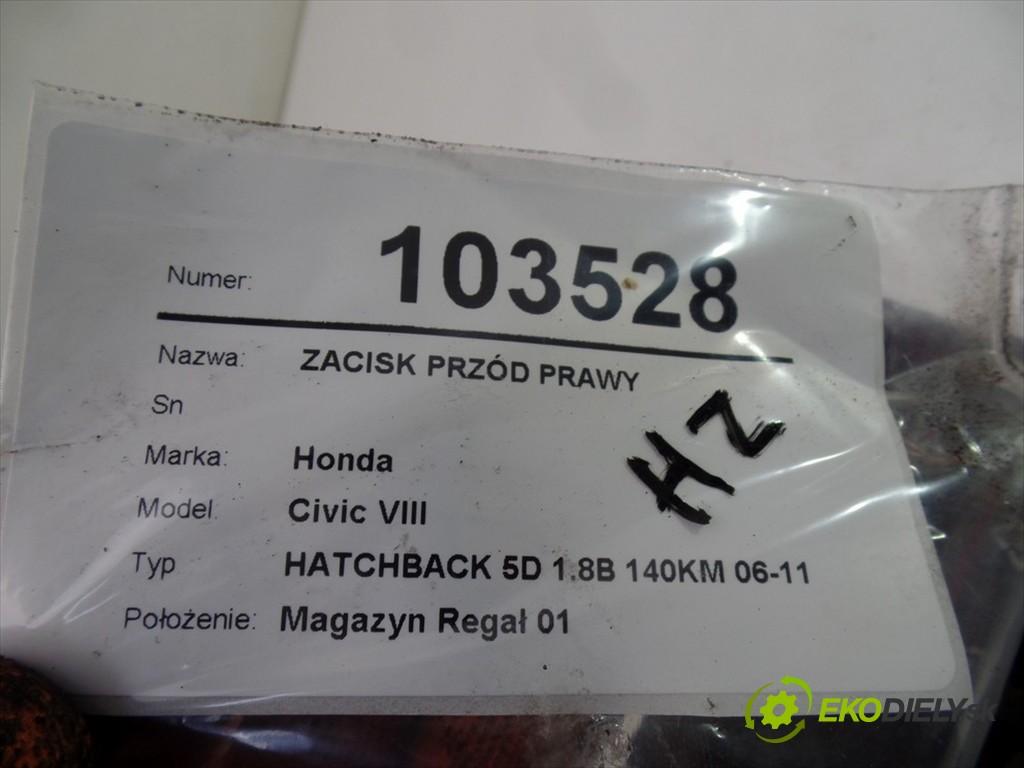 Numer: 103528
Nazwa: ZACISK PRZÓD PRAWY
Sn
Marka: Honda
Model Civic VIII
Typ HATCHBACK 5D 1.8B 140KM 06-11
Położenie: Magazyn Regał 01
HZ
EKODIELY.sk